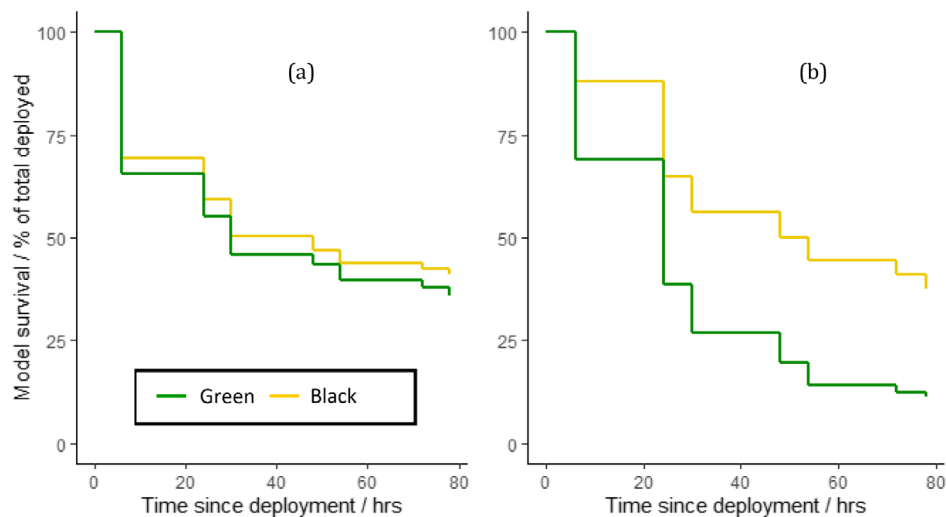 (a)
(b)
Model survival / % of total deployed
100
75
50
25
0
Green Black
0 20 40 60 80
Time since deployment / hrs
100
75
50
25
0
0 20 40 60 80
Time since deployment / hrs